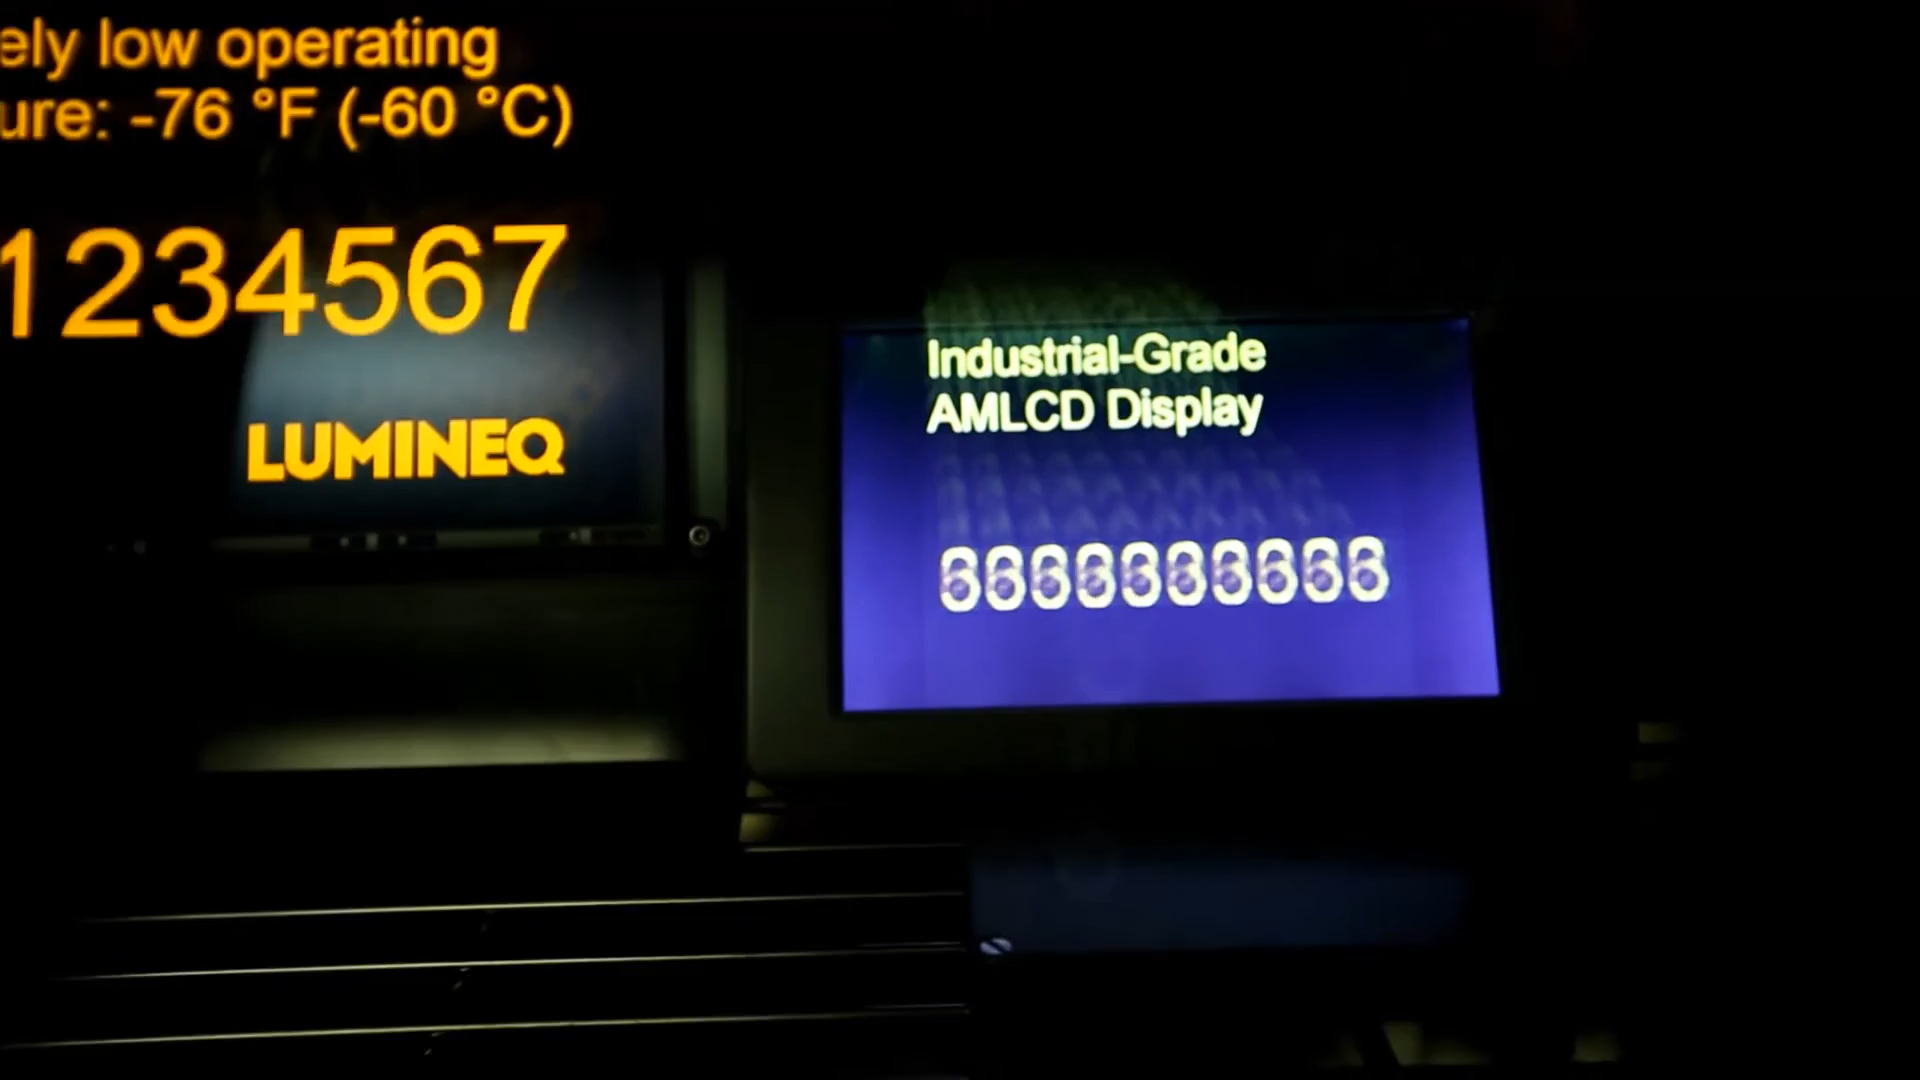 ely low operating
ure: -76 °F (-60 °C)
1234567
LUMINEQ
Industrial-Grade
AMLCD Display